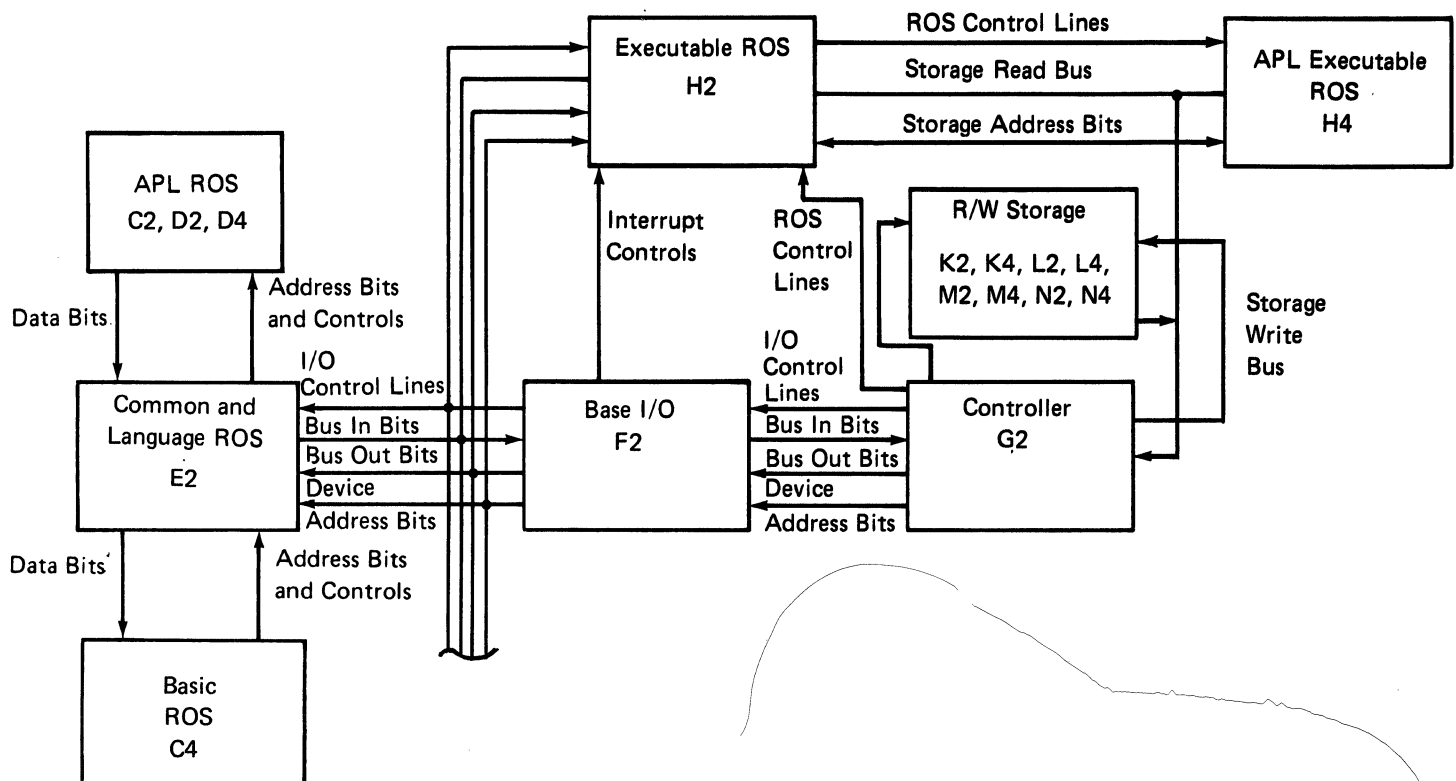 Executable ROS
H2
ROS Control Lines
Storage Read Bus
Storage Address Bits
APL Executable
ROS
H4
APL ROS
C2, D2, D4
Interrupt
Controls
ROS
Control
Lines
R/W Storage
K2, K4, L2, L4,
M2, M4, N2, N4
Data Bits
Address Bits
and Controls
Storage
Write
Bus
I/O
Control Lines
Bus In Bits
Bus Out Bits
Device
Address Bits
Common and
Language ROS
E2
Base I/O
F2
I/O
Control
Lines
Bus In Bits
Bus Out Bits
Device
Address Bits
Controller
G2
Data Bits
Address Bits
and Controls
Basic
ROS
C4